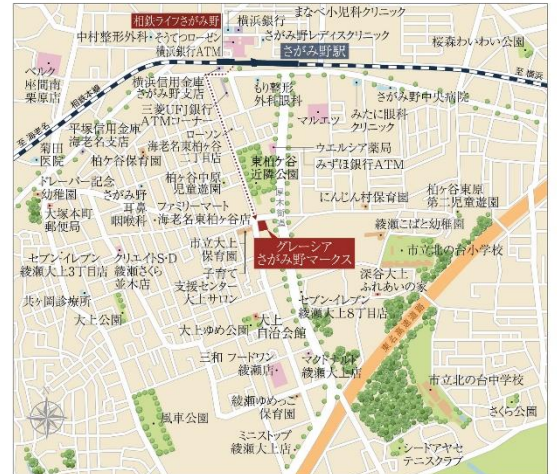 まなべ小児科クリニック
相鉄ライフさがみ野
横浜銀行
中村整形外科
そうてつローゼン
さがみ野レディスクリニック
横浜銀行ATM
さがみ野駅
桜森わいわい公園
至 横浜
ベルク
座間南
栗原店
相鉄本線
横浜信用金庫
さがみ野支店
もり整形
外科眼科
さがみ野中央病院
三菱UFJ銀行
ATMコーナー
マルエツ
みたに眼科
クリニック
至 海老名
平塚信用金庫
海老名支店
ローソン
海老名東柏ケ谷
二丁目店
ウエルシア薬局
菊田
医院
柏ケ谷保育園
東柏ケ谷
近隣公園
みずほ銀行ATM
ドレーパー記念
幼稚園
さがみ野
耳鼻
咽喉科
柏ケ谷中原
児童遊園
にんじん村保育園
柏ケ谷東原
第二児童遊園
大塚本町
郵便局
ファミリーマート
海老名東柏ケ谷店
厚木街道
綾瀬こばと幼稚園
市立大上
保育園
グレーシア
さがみ野マークス
市立北の台小学校
セブン-イレブン
綾瀬大上3丁目店
クリエイトS・D
綾瀬さくら
並木店
子育て
支援センター
大上サロン
深谷大上
ふれあいの家
共ヶ岡診療所
セブン-イレブン
綾瀬大上8丁目店
東名高速道路
大上公園
大上ゆめ公園
大上
自治会館
三和 フードワン
綾瀬店
マクドナルド
綾瀬大上店
市立北の台中学校
綾瀬ゆめっこ
保育園
風車公園
さくら公園
ミニストップ
綾瀬大上店
シードアヤセ
テニスクラブ